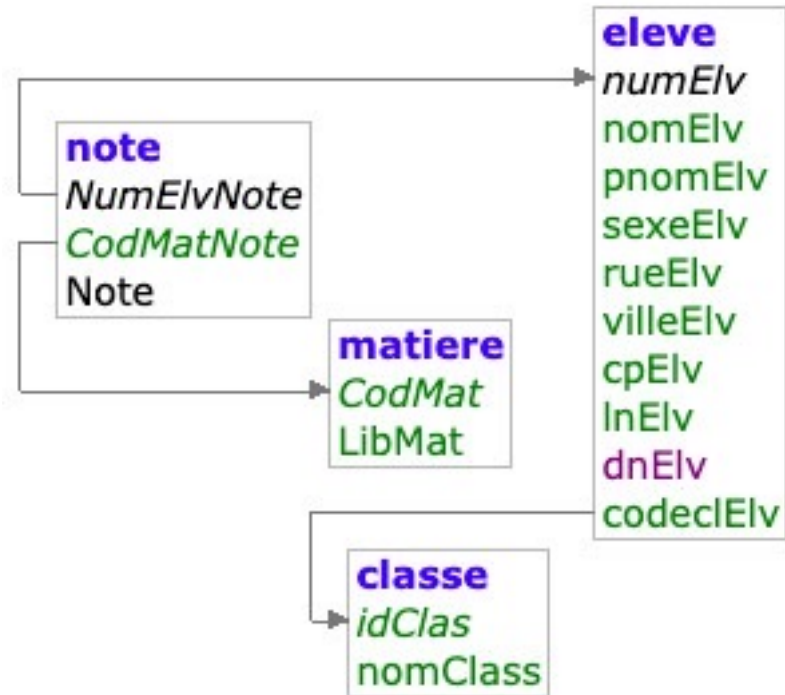 eleve
numElv
nomElv
pnomElv
sexeElv
rueElv
villeElv
cpElv
lnElv
dnElv
codeclElv
note
NumElvNote
CodMatNote
Note
matiere
CodMat
LibMat
classe
idClas
nomClass